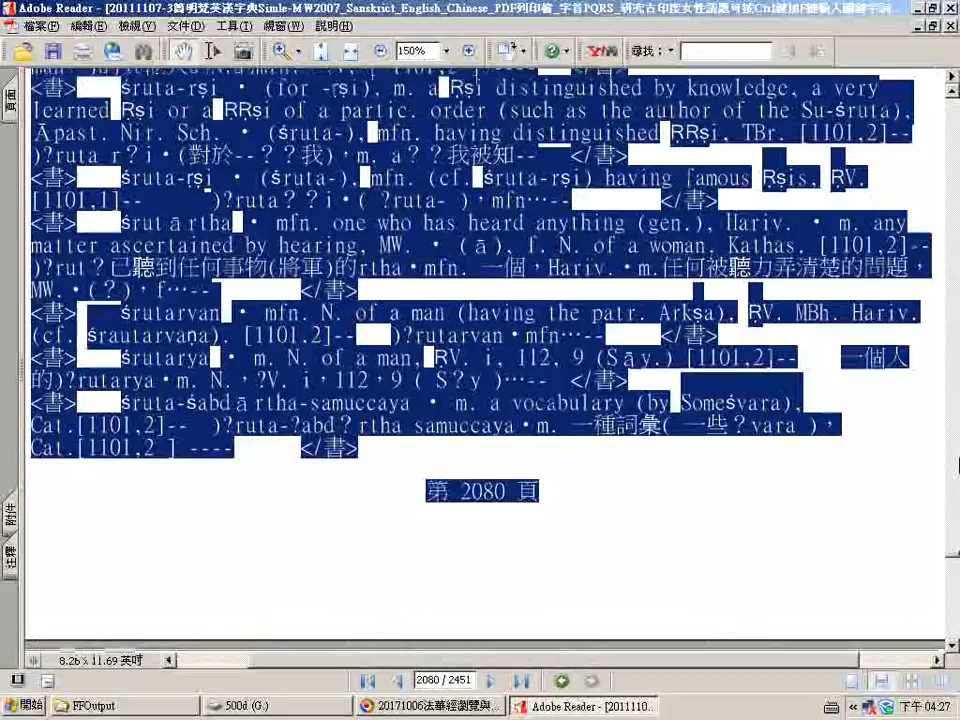 Adobe Reader - [20111107-3簡明梵英漢字典Simle-MW2007_Sanskrict_English_Chinese_PDF列印檔_字首PQRS_研究古印度女性議題可按Ctrl鍵加F鍵輸入關鍵字詞
檔案(F) 編輯(E) 檢視(V) 文件(D) 工具(T) 視窗(W) 說明(H)
150% 尋找：
頁面
<書> śruta-rṣi • (for -ṛṣi), m. a Ṛṣi distinguished by knowledge, a very
learned Ṛṣi or a RṚṣi of a partic. order (such as the author of the Su-śruta),
Āpast. Nir. Sch. • (śruta-), mfn. having distinguished RṚṣi, TBr. [1101,2]--
)?ruta r?i•(對於--??我)，m. a??我被知-- </書>
<書> śruta-ṛṣi • (śruta-), mfn. (cf. śruta-rṣi) having famous Ṛṣis, ṚV.
[1101,1]-- )?ruta??i•( ?ruta- )，mfn…-- </書>
<書> śrutārtha • mfn. one who has heard anything (gen.), Hariv. • m. any
matter ascertained by hearing, MW. • (ā), f. N. of a woman, Kathas. [1101,2]--
)?rut?已聽到任何事物(將軍)的rtha•mfn. 一個，Hariv.•m.任何被聽力弄清楚的問題，
MW.•(?)，f…-- </書>
<書> śrutarvan • mfn. N. of a man (having the patr. Arkṣa), ṚV. MBh. Hariv.
(cf. śrautarvaṇa). [1101,2]-- )?rutarvan•mfn…-- </書>
<書> śrutarya • m. N. of a man, ṚV. i, 112, 9 (Sāy.) [1101,2]-- 一個人
的)?rutarya•m. N.，?V. i，112，9 ( S?y )…-- </書>
<書> śruta-śabdārtha-samuccaya • m. a vocabulary (by Someśvara),
Cat.[1101,2]-- )?ruta-?abd?rtha samuccaya•m. 一種詞彙( 一些?vara )，
Cat.[1101,2 ] ---- </書>
第 2080 頁
附件
注釋
8.26 x 11.69 英吋
2080 / 2451
開始 FFOutput 500d (G:) 20171006法華經瀏覽與... Adobe Reader - [2011110... 下午 04:27